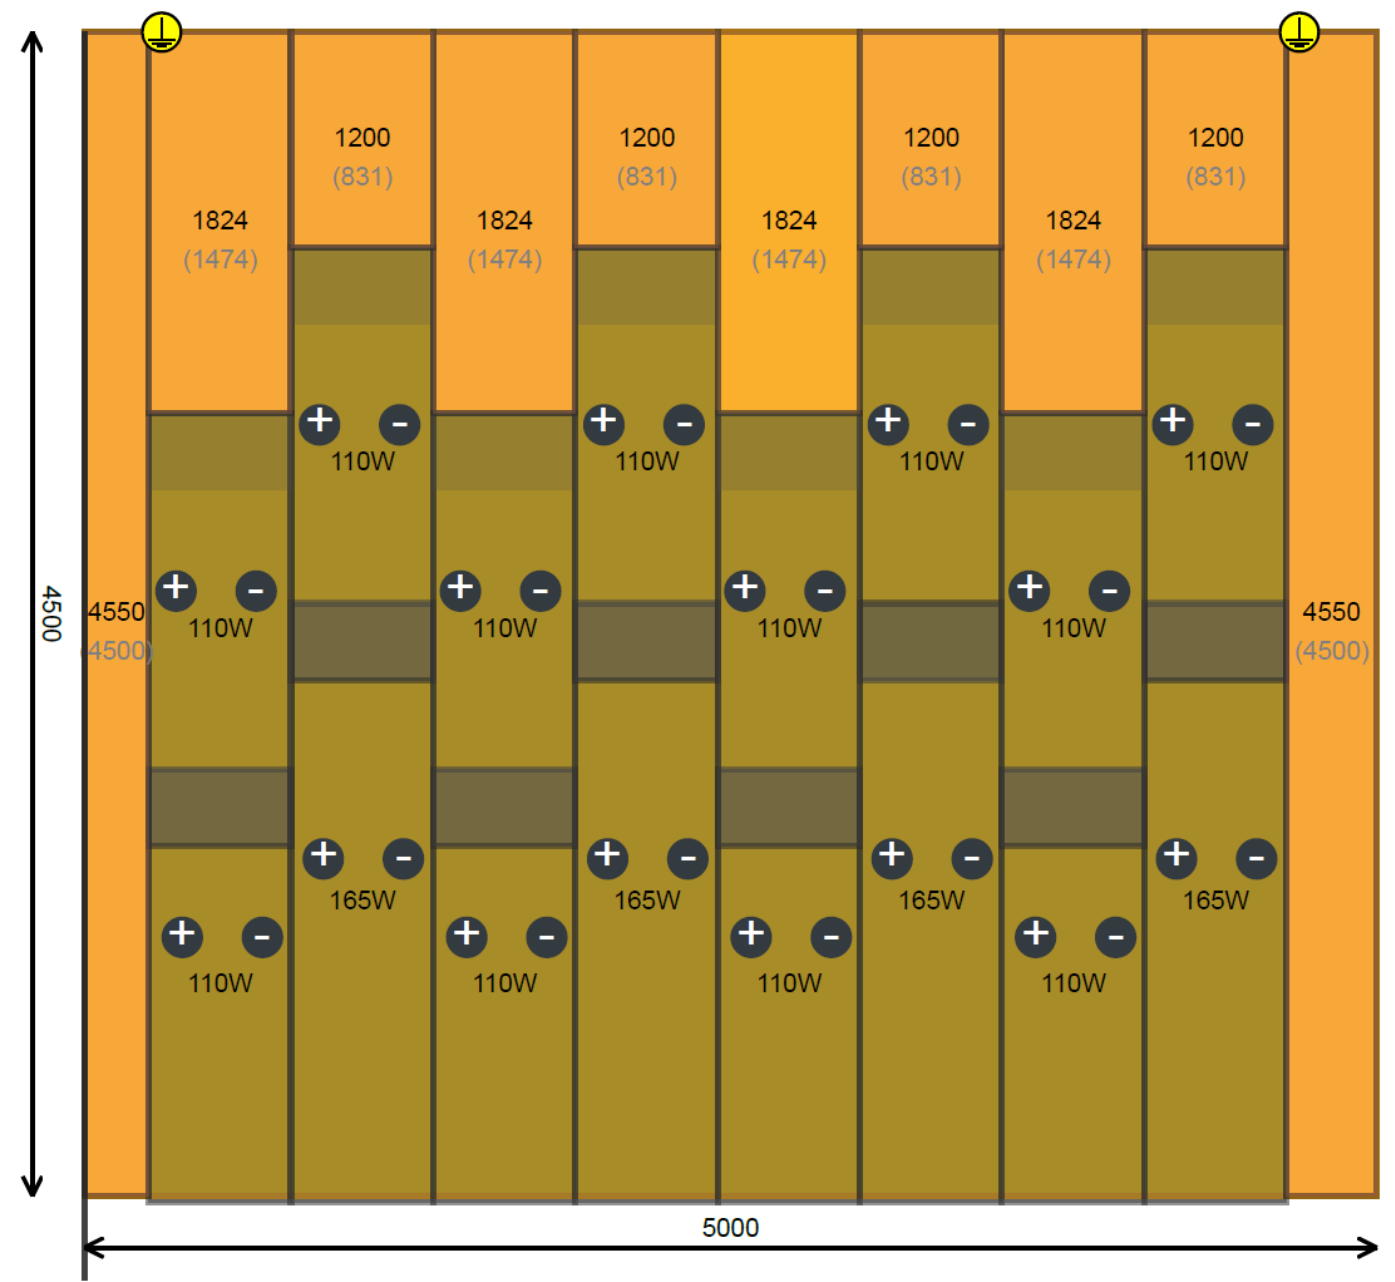 1200 1200 1200 1200
(831) (831) (831) (831)
1824 1824 1824 1824
(1474) (1474) (1474) (1474)
+ - + - + - + -
110W 110W 110W 110W
+ - + - + - + -
4500
4550 4550
110W 110W 110W 110W
(4500) (4500)
+ - + - + - + -
165W 165W 165W 165W
+ - + - + - + -
110W 110W 110W 110W
5000